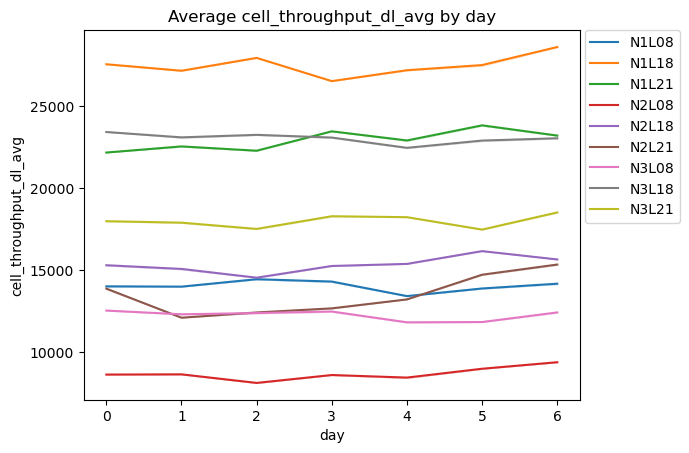 Average cell_throughput_dl_avg by day
cell_throughput_dl_avg
25000
20000
15000
10000
0 1 2 3 4 5 6
day
N1L08
N1L18
N1L21
N2L08
N2L18
N2L21
N3L08
N3L18
N3L21